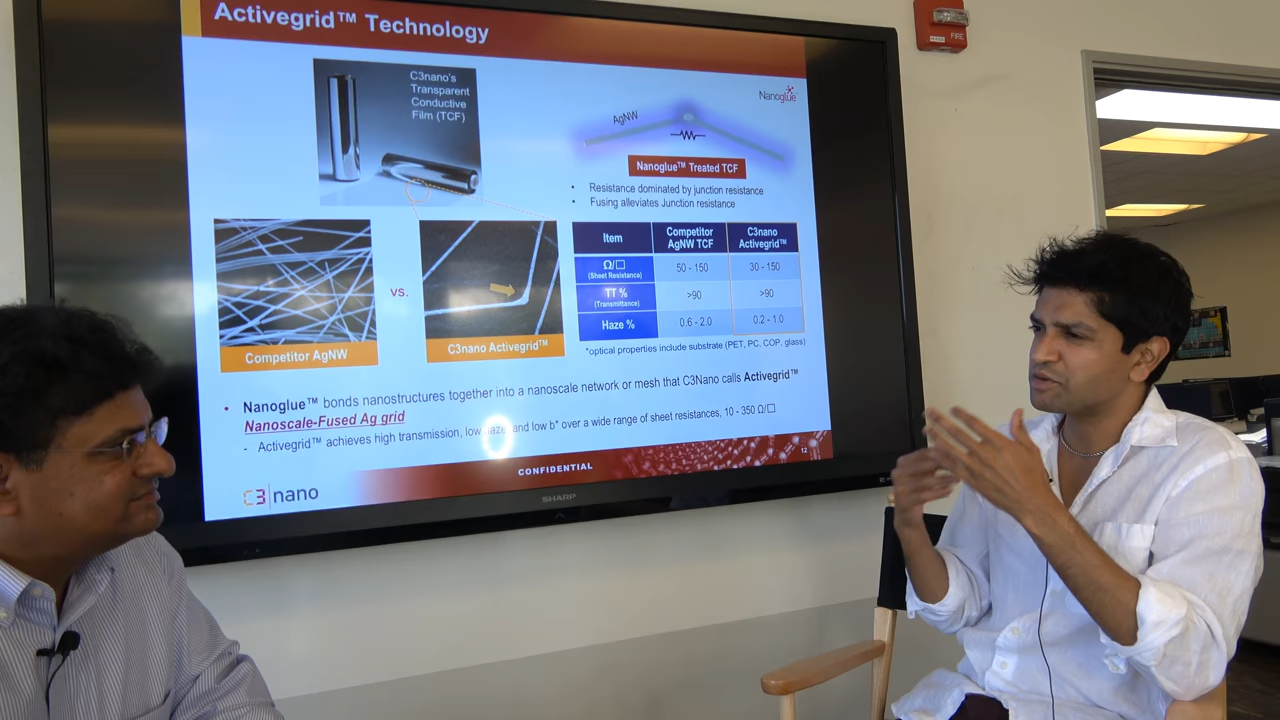 Activegrid™ Technology
C3nano's
Transparent
Conductive
Film (TCF)
Nanoglue
AgNW
Nanoglue™ Treated TCF
• Resistance dominated by junction resistance
• Fusing alleviates Junction resistance
Competitor AgNW
vs.
C3nano Activegrid™
Item
Competitor
AgNW TCF
C3nano
Activegrid™
Ω/□
(Sheet Resistance)
50 - 150
30 - 150
TT %
(Transmittance)
>90
>90
Haze %
0.6 - 2.0
0.2 - 1.0
*optical properties include substrate (PET, PC, COP, glass)
• Nanoglue™ bonds nanostructures together into a nanoscale network or mesh that C3Nano calls Activegrid™
Nanoscale-Fused Ag grid
- Activegrid™ achieves high transmission, low haze and low b* over a wide range of sheet resistances, 10 - 350 Ω/□
CONFIDENTIAL
12
C3 nano
SHARP
FIRE